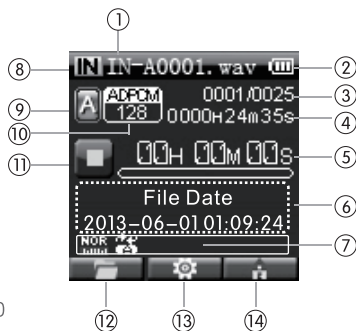 ①
⑧ IN IN-A0001.wav ②
⑨ A ADPCM 128 0001/0025 ③
⑩ 0000H24m35s ④
⑪ 00H 00M 00S ⑤
File Date ⑥
2013-06-01 01:09:24
NOR ⑦
⑫ ⑬ ⑭